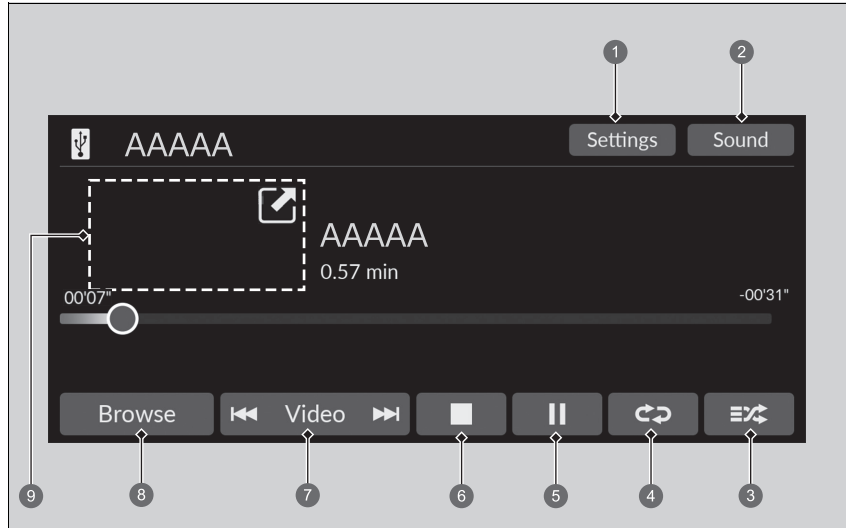 1 2
AAAAA Settings Sound
AAAAA
9
0.57 min
00'07" -00'31"
Browse Video
8 7 6 5 4 3